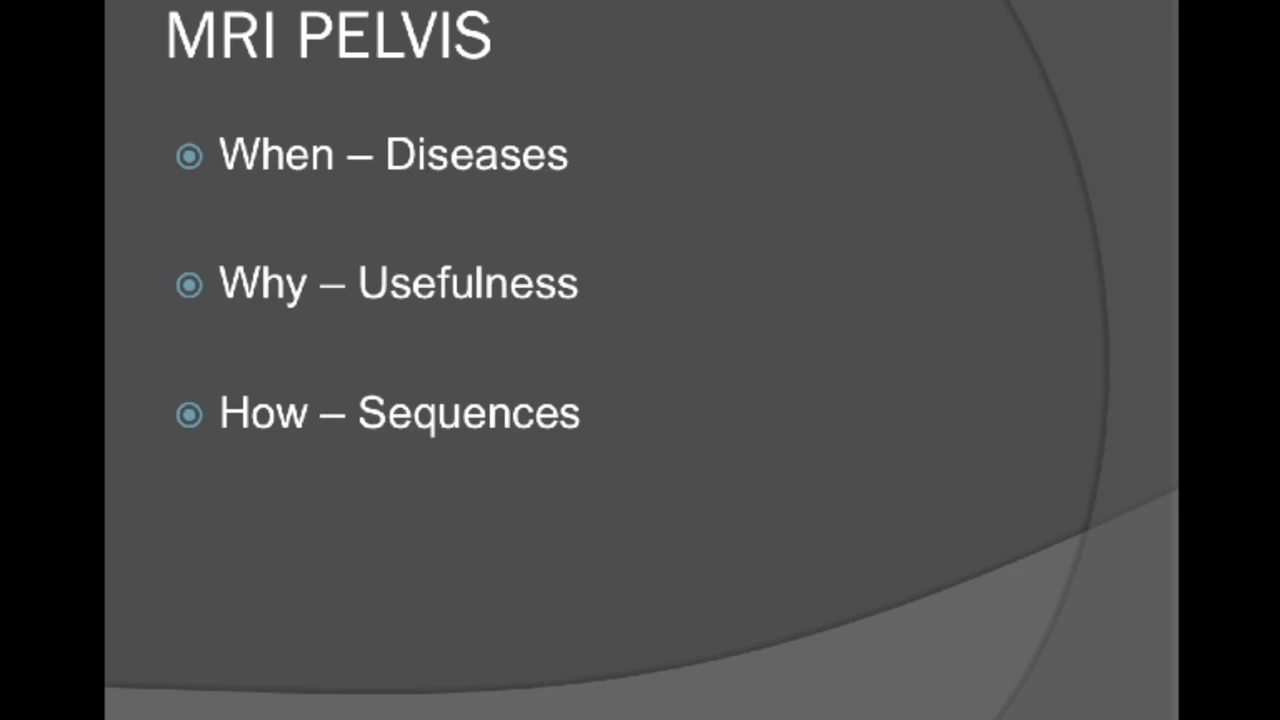 MRI PELVIS
When – Diseases
Why – Usefulness
How – Sequences